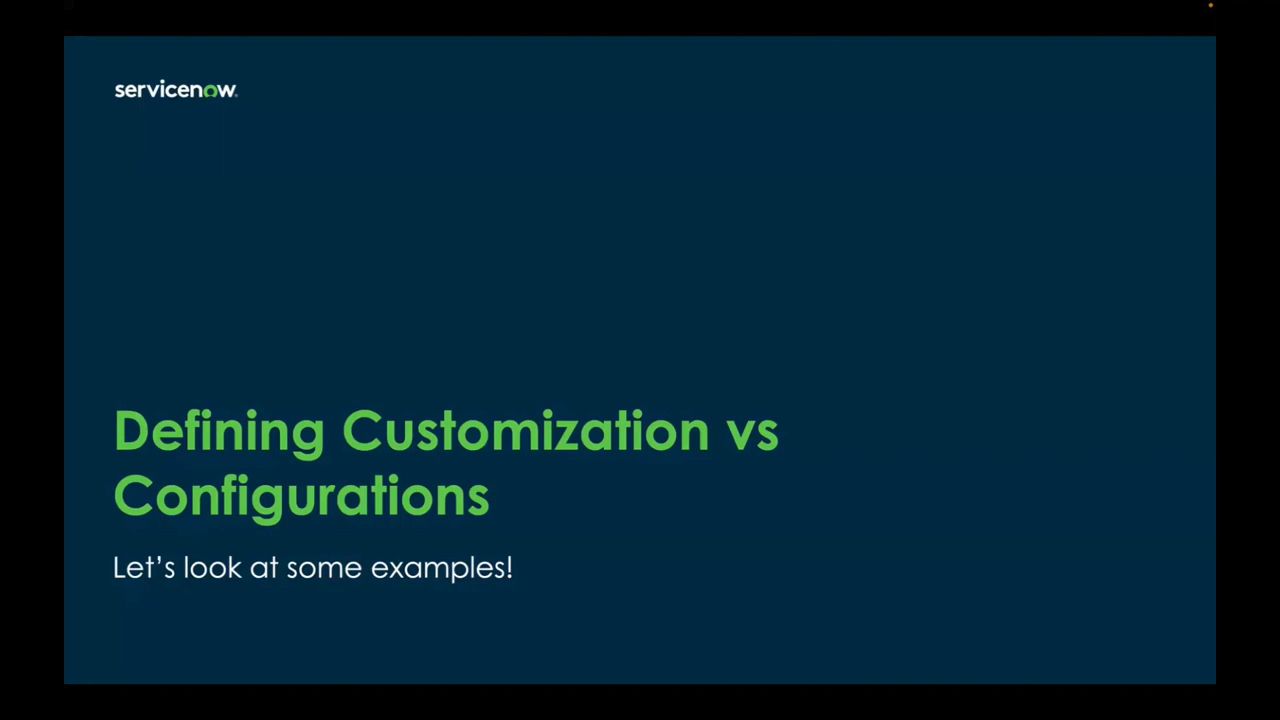 servicenow
Defining Customization vs
Configurations
Let's look at some examples!